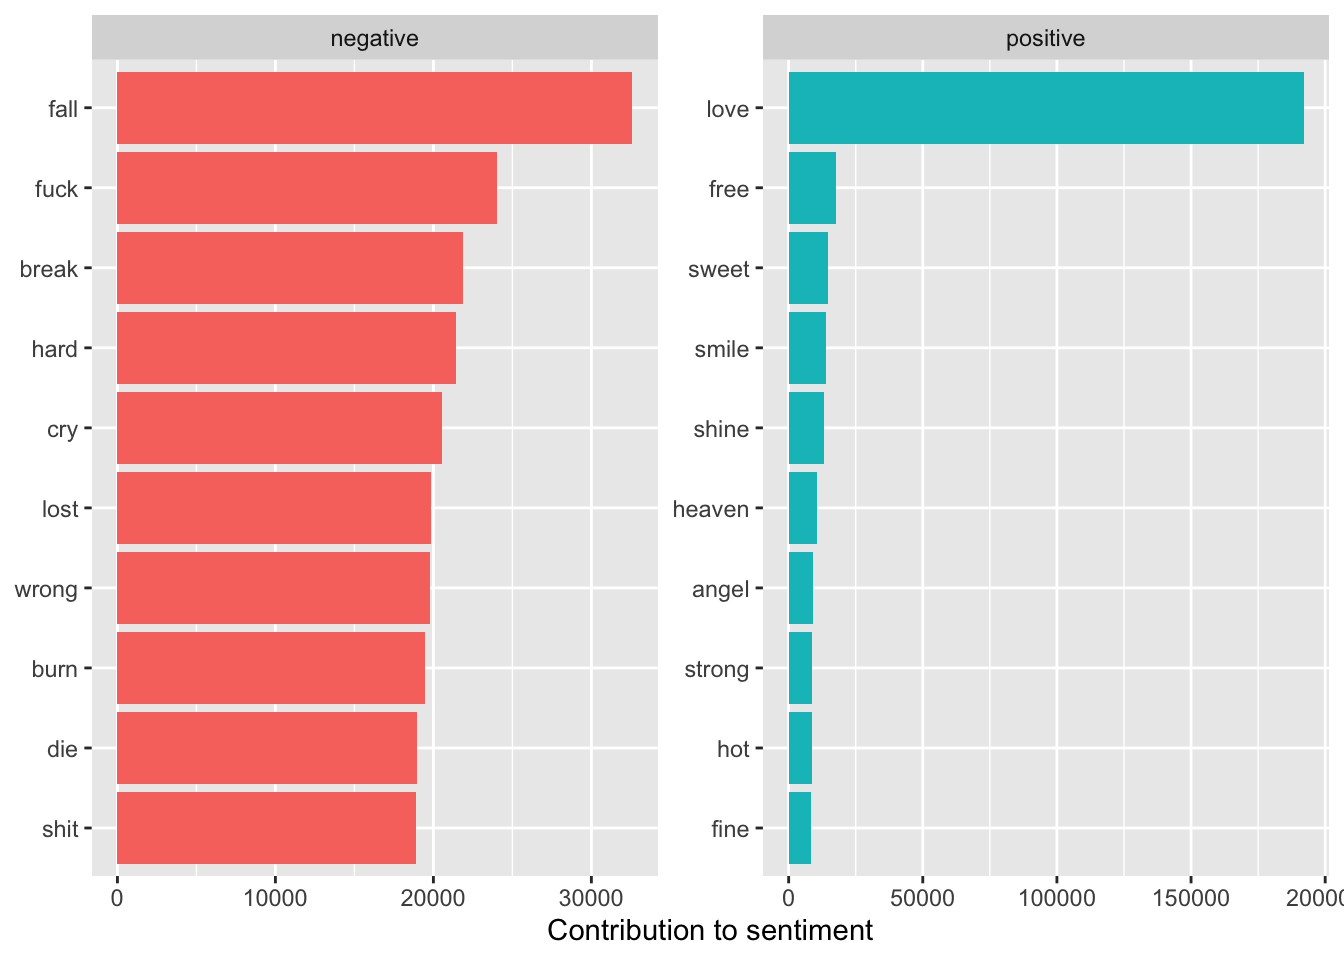 negative
positive
fall
fuck
break
hard
cry
lost
wrong
burn
die
shit
love
free
sweet
smile
shine
heaven
angel
strong
hot
fine
0 10000 20000 30000
0 50000 100000 150000 20000
Contribution to sentiment